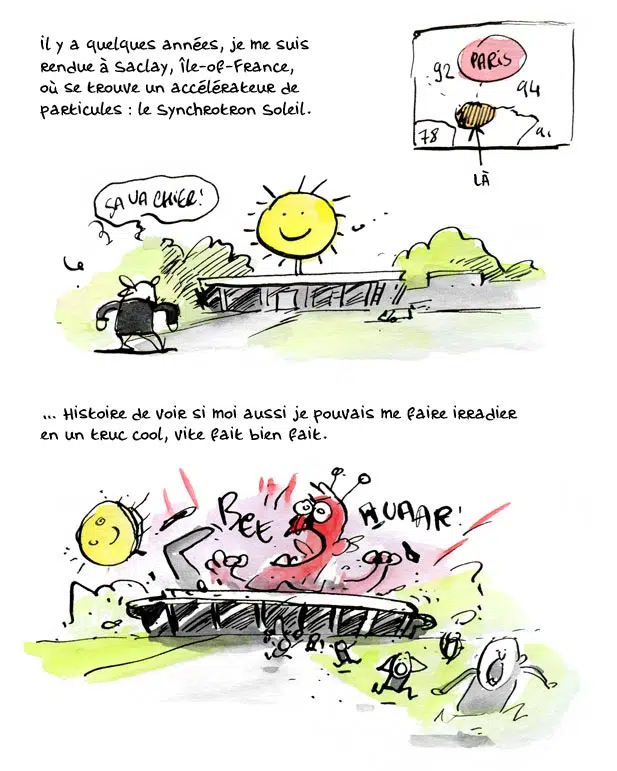 il y a quelques années, je me suis
rendue à Saclay, Île-of-France,
où se trouve un accélérateur de
particules : le Synchrotron Soleil.
PARIS
92
94
78
91
LÀ
ÇA VA CHIER!
... Histoire de voir si moi aussi je pouvais me faire irradier
en un truc cool, vite fait bien fait.
BEE
HUAAR!